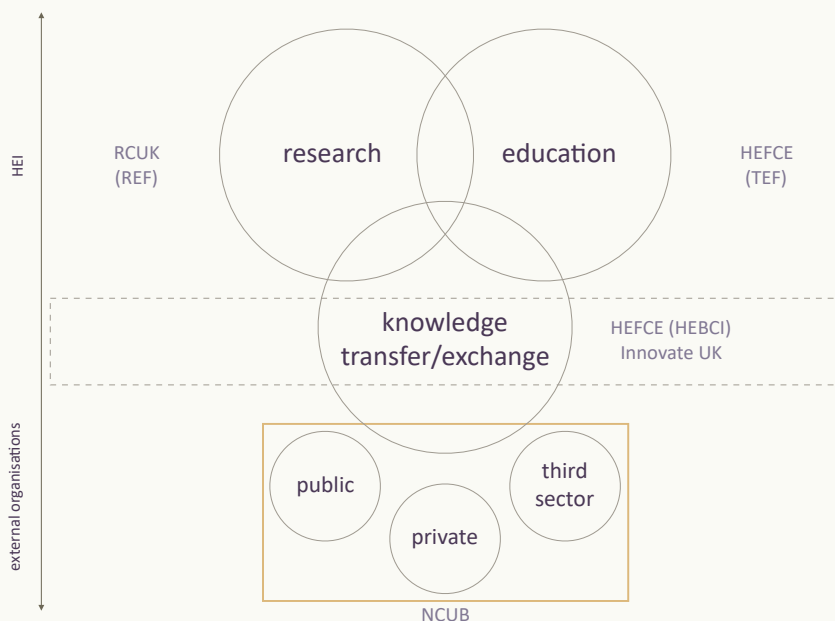 HEI
RCUK
(REF)
research
education
HEFCE
(TEF)
knowledge
transfer/exchange
HEFCE (HEBCI)
Innovate UK
external organisations
public
private
third
sector
NCUB